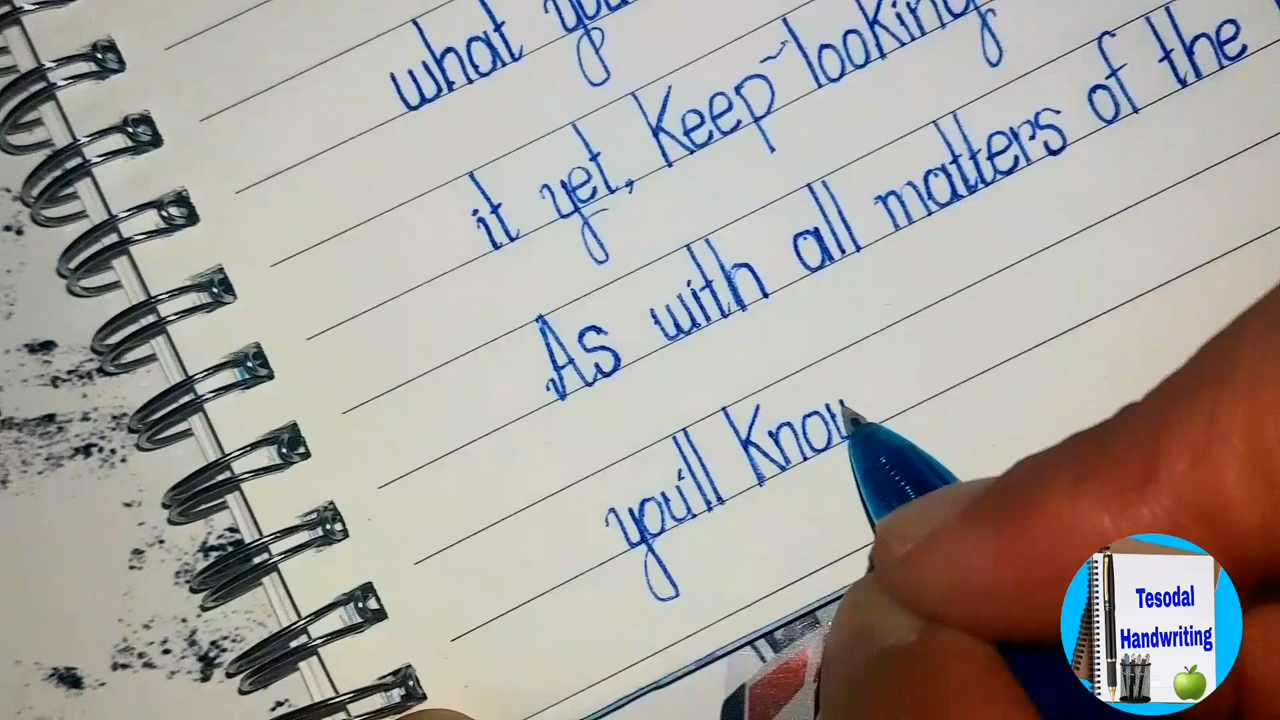 what you
it yet, Keep looking
As with all matters of the
you'll Know
Tesodal
Handwriting